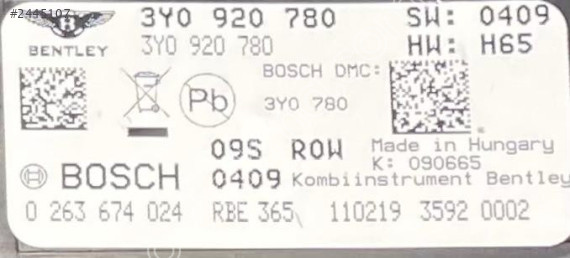 #2445107
3Y0 920 780 SW: 0409
BENTLEY 3Y0 920 780 HW: H65
BOSCH DMC:
Pb 3Y0 780
09S ROW Made in Hungary
K: 090665
BOSCH 0409 Kombiinstrument Bentley
0 263 674 024 RBE 365 110219 3592 0002